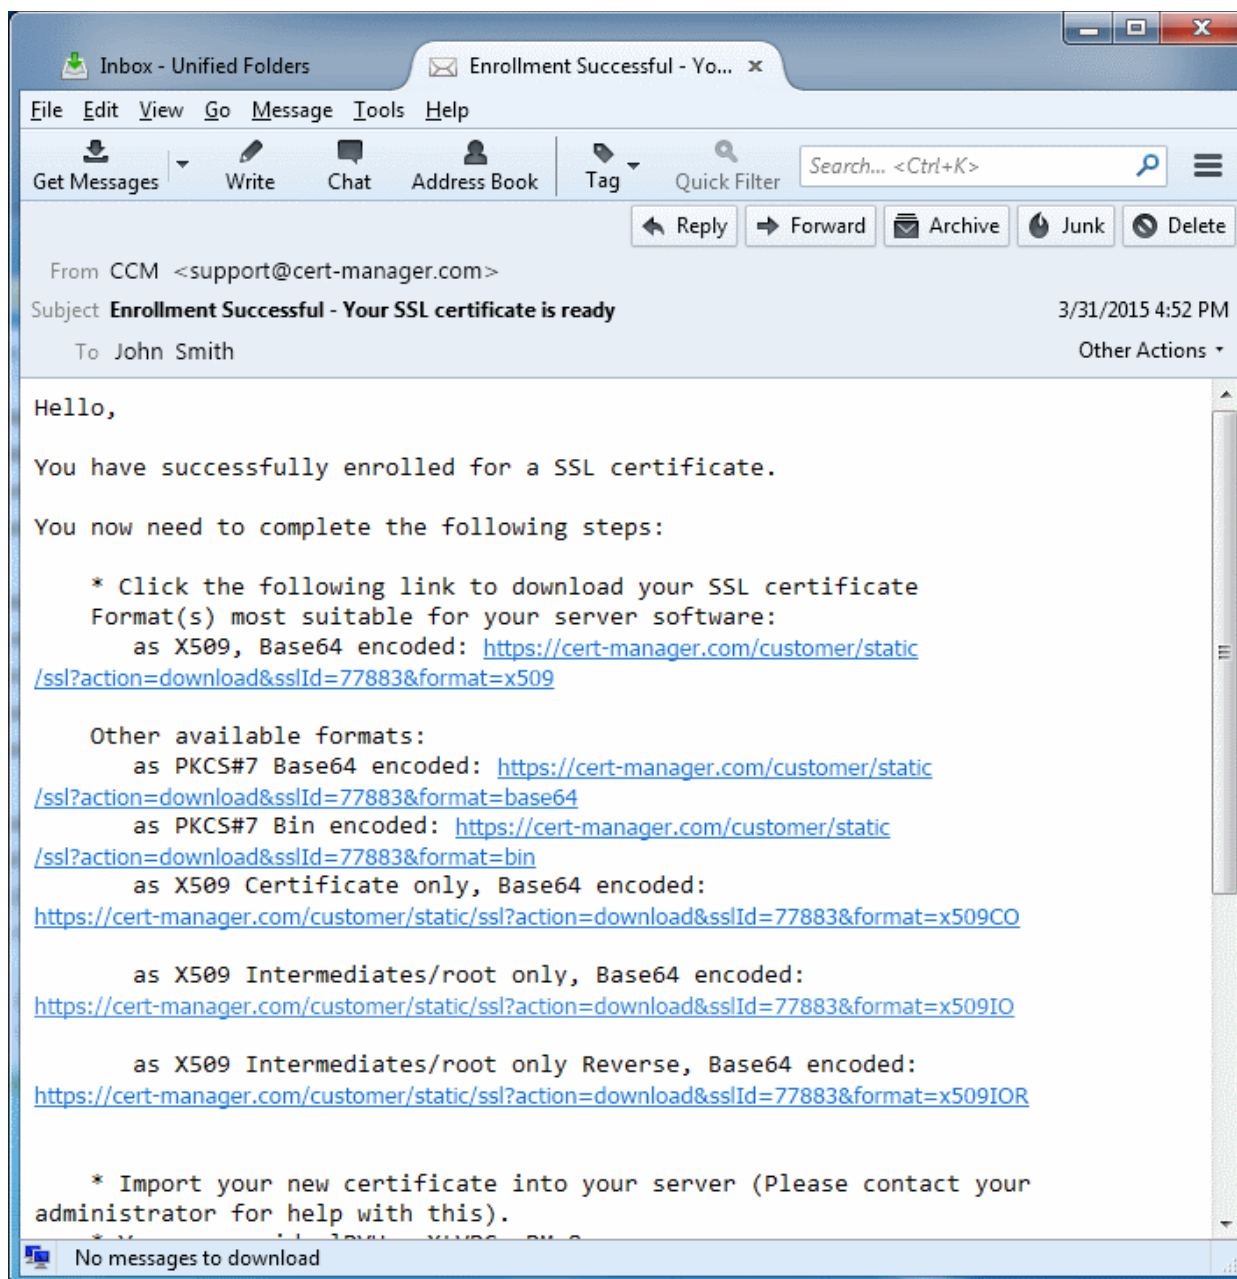 Inbox - Unified Folders
Enrollment Successful - Yo...
File Edit View Go Message Tools Help
Get Messages Write Chat Address Book Tag Quick Filter Search... <Ctrl+K>
Reply Forward Archive Junk Delete
From CCM <support@cert-manager.com>
Subject Enrollment Successful - Your SSL certificate is ready 3/31/2015 4:52 PM
To John Smith Other Actions
Hello,
You have successfully enrolled for a SSL certificate.
You now need to complete the following steps:
* Click the following link to download your SSL certificate
Format(s) most suitable for your server software:
as X509, Base64 encoded: https://cert-manager.com/customer/static
/ssl?action=download&sslId=77883&format=x509
Other available formats:
as PKCS#7 Base64 encoded: https://cert-manager.com/customer/static
/ssl?action=download&sslId=77883&format=base64
as PKCS#7 Bin encoded: https://cert-manager.com/customer/static
/ssl?action=download&sslId=77883&format=bin
as X509 Certificate only, Base64 encoded:
https://cert-manager.com/customer/static/ssl?action=download&sslId=77883&format=x509CO
as X509 Intermediates/root only, Base64 encoded:
https://cert-manager.com/customer/static/ssl?action=download&sslId=77883&format=x509IO
as X509 Intermediates/root only Reverse, Base64 encoded:
https://cert-manager.com/customer/static/ssl?action=download&sslId=77883&format=x509IOR
* Import your new certificate into your server (Please contact your
administrator for help with this).
No messages to download